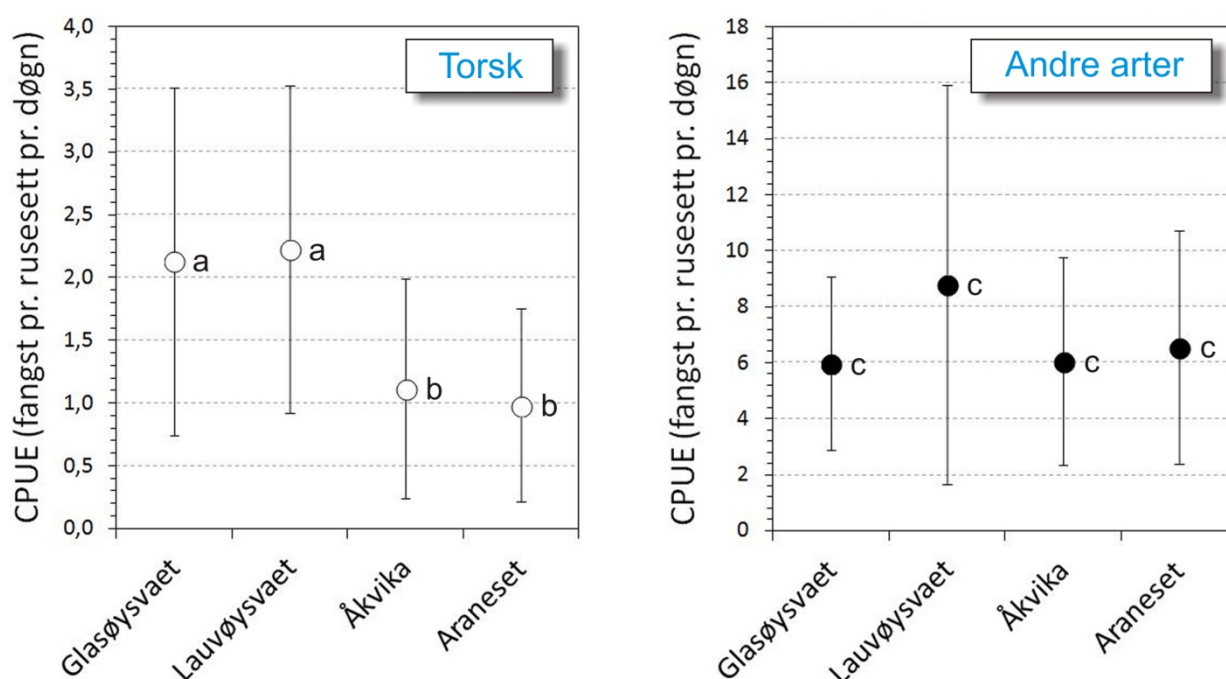 Torsk
CPUE (fangst pr. rusesett pr. døgn)
4,0
3,5
3,0
2,5
2,0
1,5
1,0
0,5
0,0
a
a
b
b
Glasøysvaet
Lauvøysvaet
Åkvika
Araneset
Andre arter
CPUE (fangst pr. rusesett pr. døgn)
18
16
14
12
10
8
6
4
2
0
c
c
c
c
Glasøysvaet
Lauvøysvaet
Åkvika
Araneset